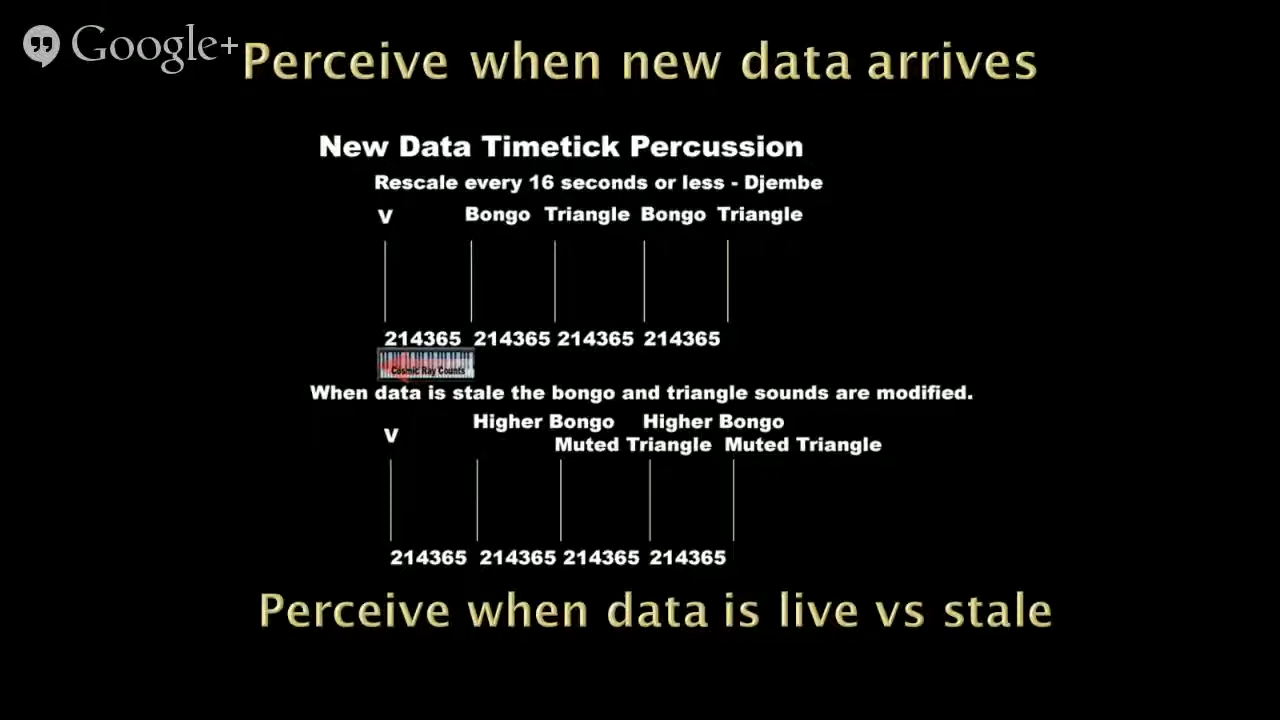 Google+
Perceive when new data arrives
New Data Timetick Percussion
Rescale every 16 seconds or less - Djembe
V Bongo Triangle Bongo Triangle
214365 214365 214365 214365
Cosmic Ray Counts
When data is stale the bongo and triangle sounds are modified.
Higher Bongo Higher Bongo
V
Muted Triangle Muted Triangle
214365 214365 214365 214365
Perceive when data is live vs stale